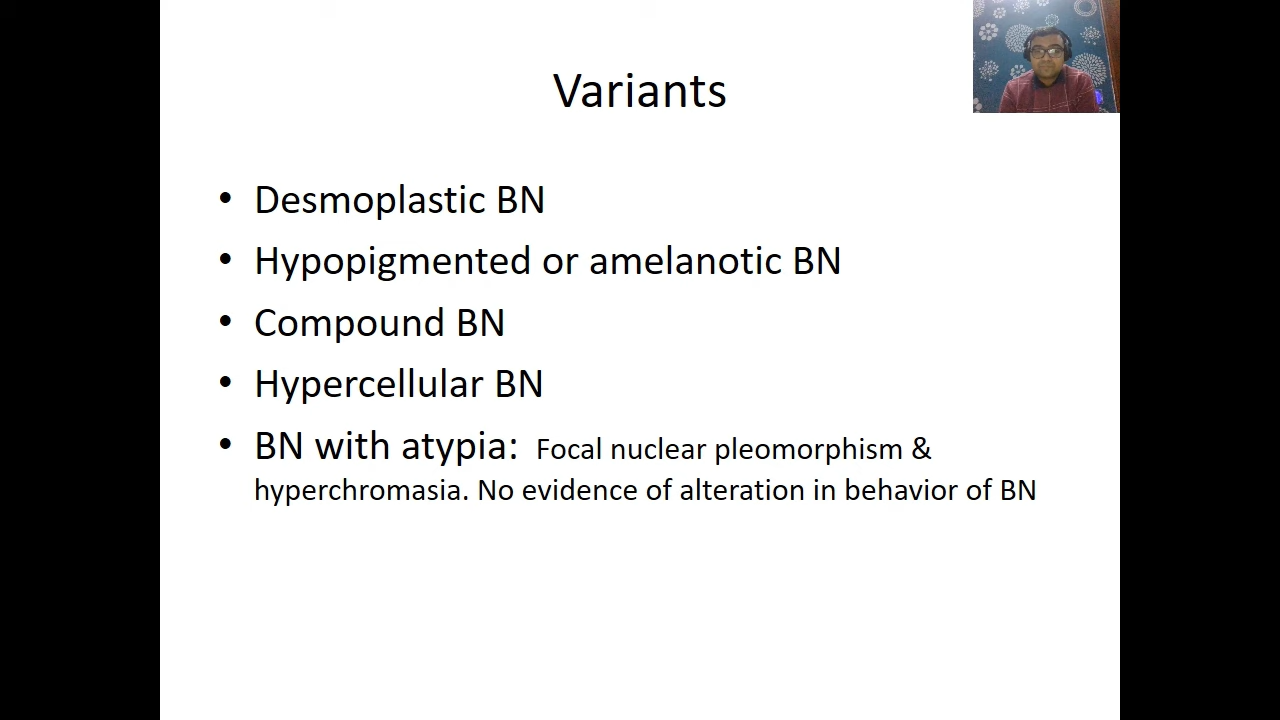 Variants
• Desmoplastic BN
• Hypopigmented or amelanotic BN
• Compound BN
• Hypercellular BN
• BN with atypia: Focal nuclear pleomorphism &
hyperchromasia. No evidence of alteration in behavior of BN